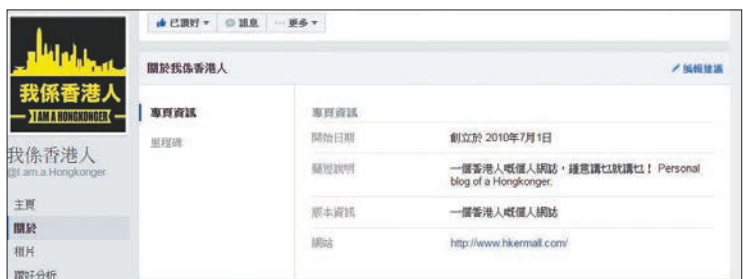 已讚好
訊息
更多
我係香港人
I AM A HONGKONGER
我係香港人
@I.am.a.Hongkonger
主頁
關於
相片
讚好分析
關於我係香港人
編輯建議
專頁資訊
里程碑
專頁資訊
開始日期
創立於 2010年7月1日
簡短說明
一個香港人嘅個人網誌，鍾意講乜就講乜！ Personal
blog of a Hongkonger.
版本資訊
一個香港人嘅個人網誌
網站
http://www.hkermall.com/